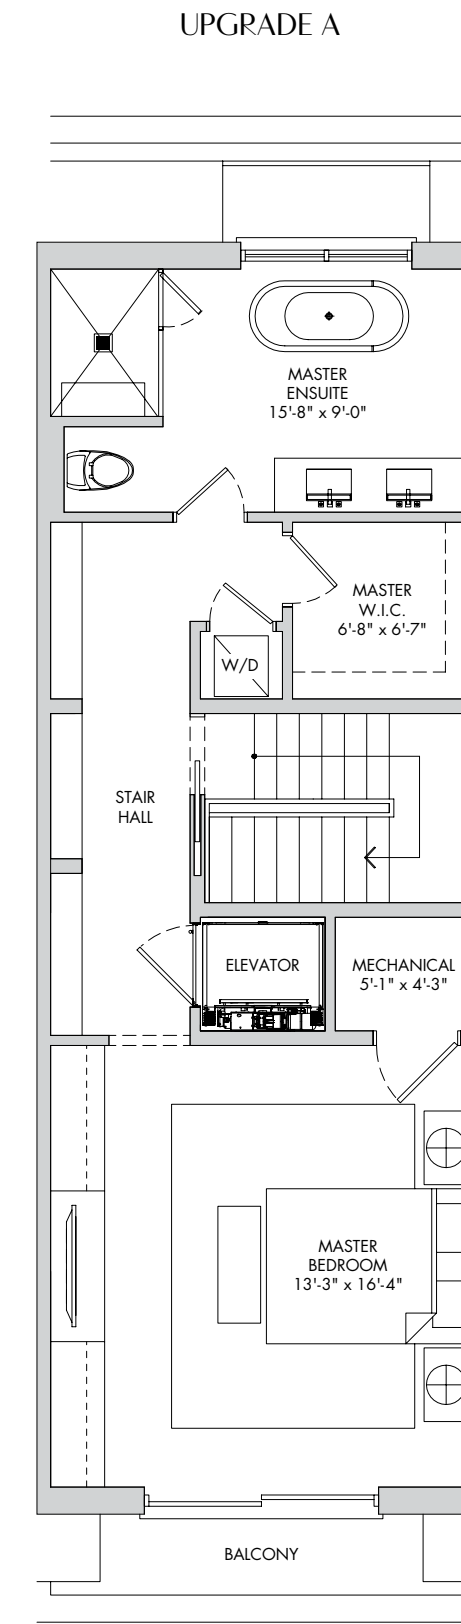 UPGRADE A
MASTER
ENSUITE
15'-8" x 9'-0"
MASTER
W.I.C.
6'-8" x 6'-7"
W/D
STAIR
HALL
ELEVATOR
MECHANICAL
5'-1" x 4'-3"
MASTER
BEDROOM
13'-3" x 16'-4"
BALCONY